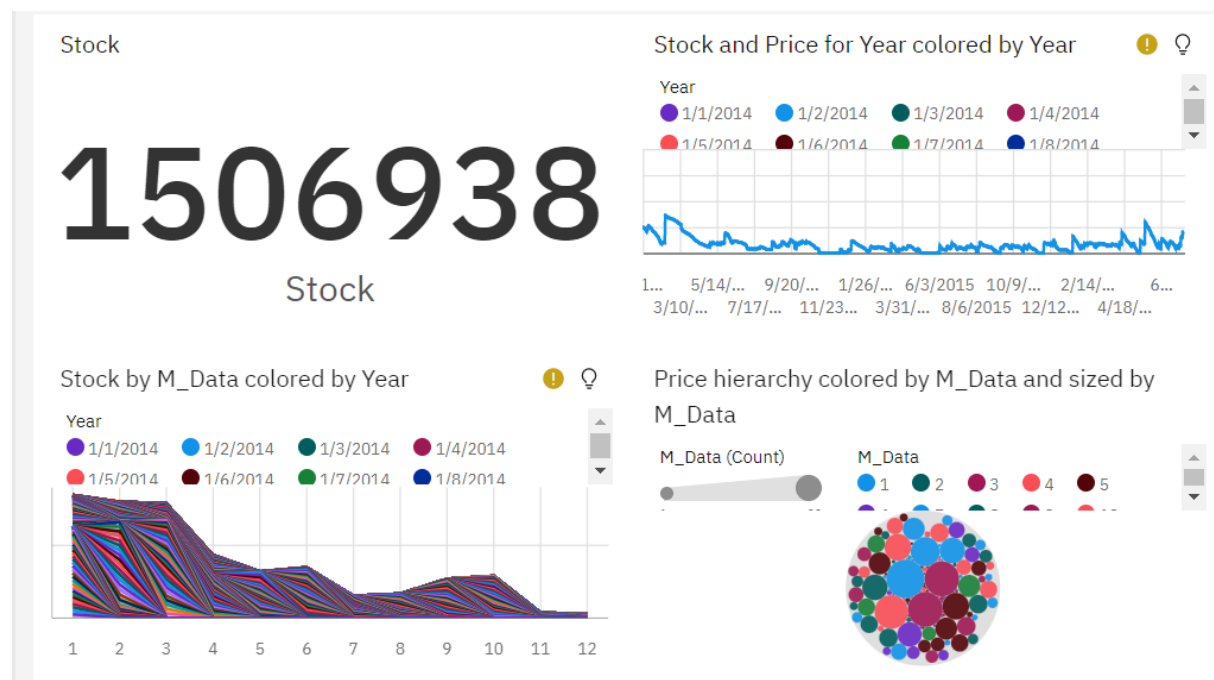 Stock
1506938
Stock
Stock and Price for Year colored by Year
Year
1/1/2014 1/2/2014 1/3/2014 1/4/2014
1/5/2014 1/6/2014 1/7/2014 1/8/2014
1... 5/14/... 9/20/... 1/26/... 6/3/2015 10/9/... 2/14/... 6...
3/10/... 7/17/... 11/23... 3/31/... 8/6/2015 12/12... 4/18/...
Stock by M_Data colored by Year
Year
1/1/2014 1/2/2014 1/3/2014 1/4/2014
1/5/2014 1/6/2014 1/7/2014 1/8/2014
1 2 3 4 5 6 7 8 9 10 11 12
Price hierarchy colored by M_Data and sized by
M_Data
M_Data (Count)
M_Data
1 2 3 4 5